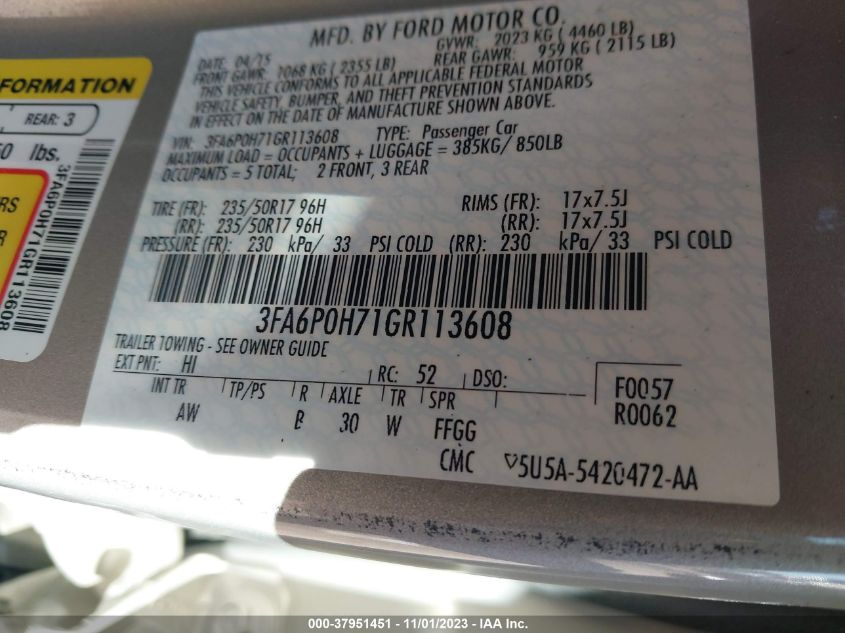 MFD. BY FORD MOTOR CO.
DATE: 04/15 GVWR: 2023 KG ( 4460 LB)
FRONT GAWR: 1068 KG ( 2355 LB) REAR GAWR: 959 KG ( 2115 LB)
THIS VEHICLE CONFORMS TO ALL APPLICABLE FEDERAL MOTOR
VEHICLE SAFETY, BUMPER, AND THEFT PREVENTION STANDARDS
IN EFFECT ON THE DATE OF MANUFACTURE SHOWN ABOVE.
VIN: 3FA6P0H71GR113608 TYPE: Passenger Car
MAXIMUM LOAD = OCCUPANTS + LUGGAGE = 385KG/ 850LB
OCCUPANTS = 5 TOTAL; 2 FRONT, 3 REAR
TIRE (FR): 235/50R17 96H RIMS (FR): 17x7.5J
(RR): 235/50R17 96H (RR): 17x7.5J
PRESSURE (FR): 230 kPa/ 33 PSI COLD (RR): 230 kPa/ 33 PSI COLD
3FA6P0H71GR113608
TRAILER TOWING - SEE OWNER GUIDE
EXT PNT: HI RC: 52 DSO:
INT TR TP/PS R AXLE TR SPR F0057
AW B 30 W FFGG R0062
CMC 5U5A-5420472-AA
FORMATION
REAR: 3
lbs.
RS
R
3FA6P0H71GR113608
000-37951451 - 11/01/2023 - IAA Inc.